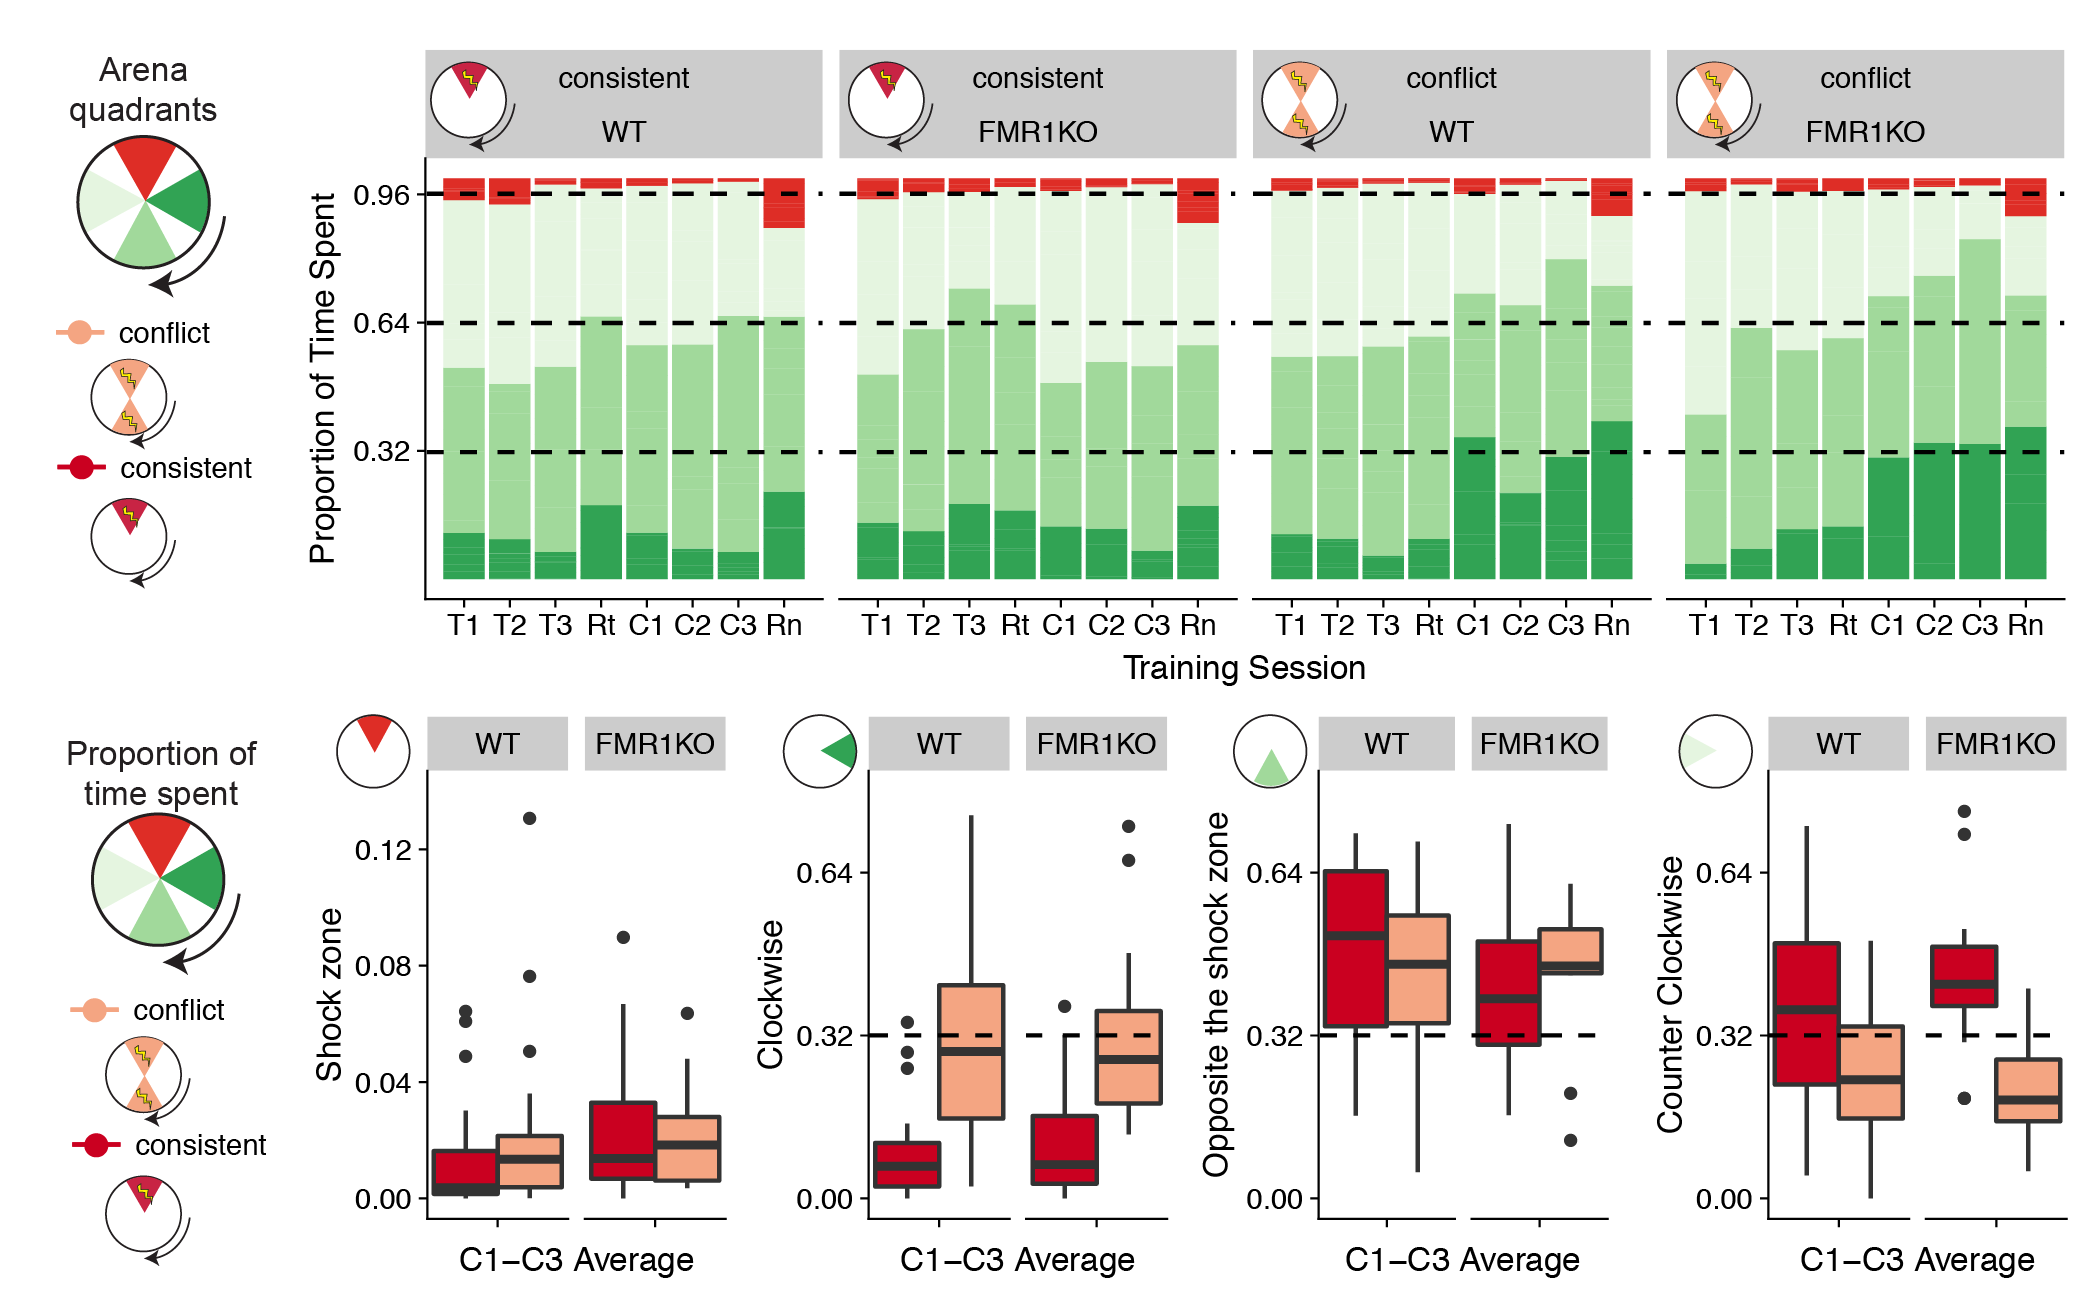 Arena
quadrants
conflict
consistent
consistent
WT
consistent
FMR1KO
conflict
WT
conflict
FMR1KO
Proportion of Time Spent
0.96
0.64
0.32
T1 T2 T3 Rt C1 C2 C3 Rn
T1 T2 T3 Rt C1 C2 C3 Rn
T1 T2 T3 Rt C1 C2 C3 Rn
T1 T2 T3 Rt C1 C2 C3 Rn
Training Session
Proportion of
time spent
conflict
consistent
WT FMR1KO
Shock zone
0.12
0.08
0.04
0.00
C1−C3 Average
WT FMR1KO
Clockwise
0.64
0.32
0.00
C1−C3 Average
WT FMR1KO
Opposite the shock zone
0.64
0.32
0.00
C1−C3 Average
WT FMR1KO
Counter Clockwise
0.64
0.32
0.00
C1−C3 Average